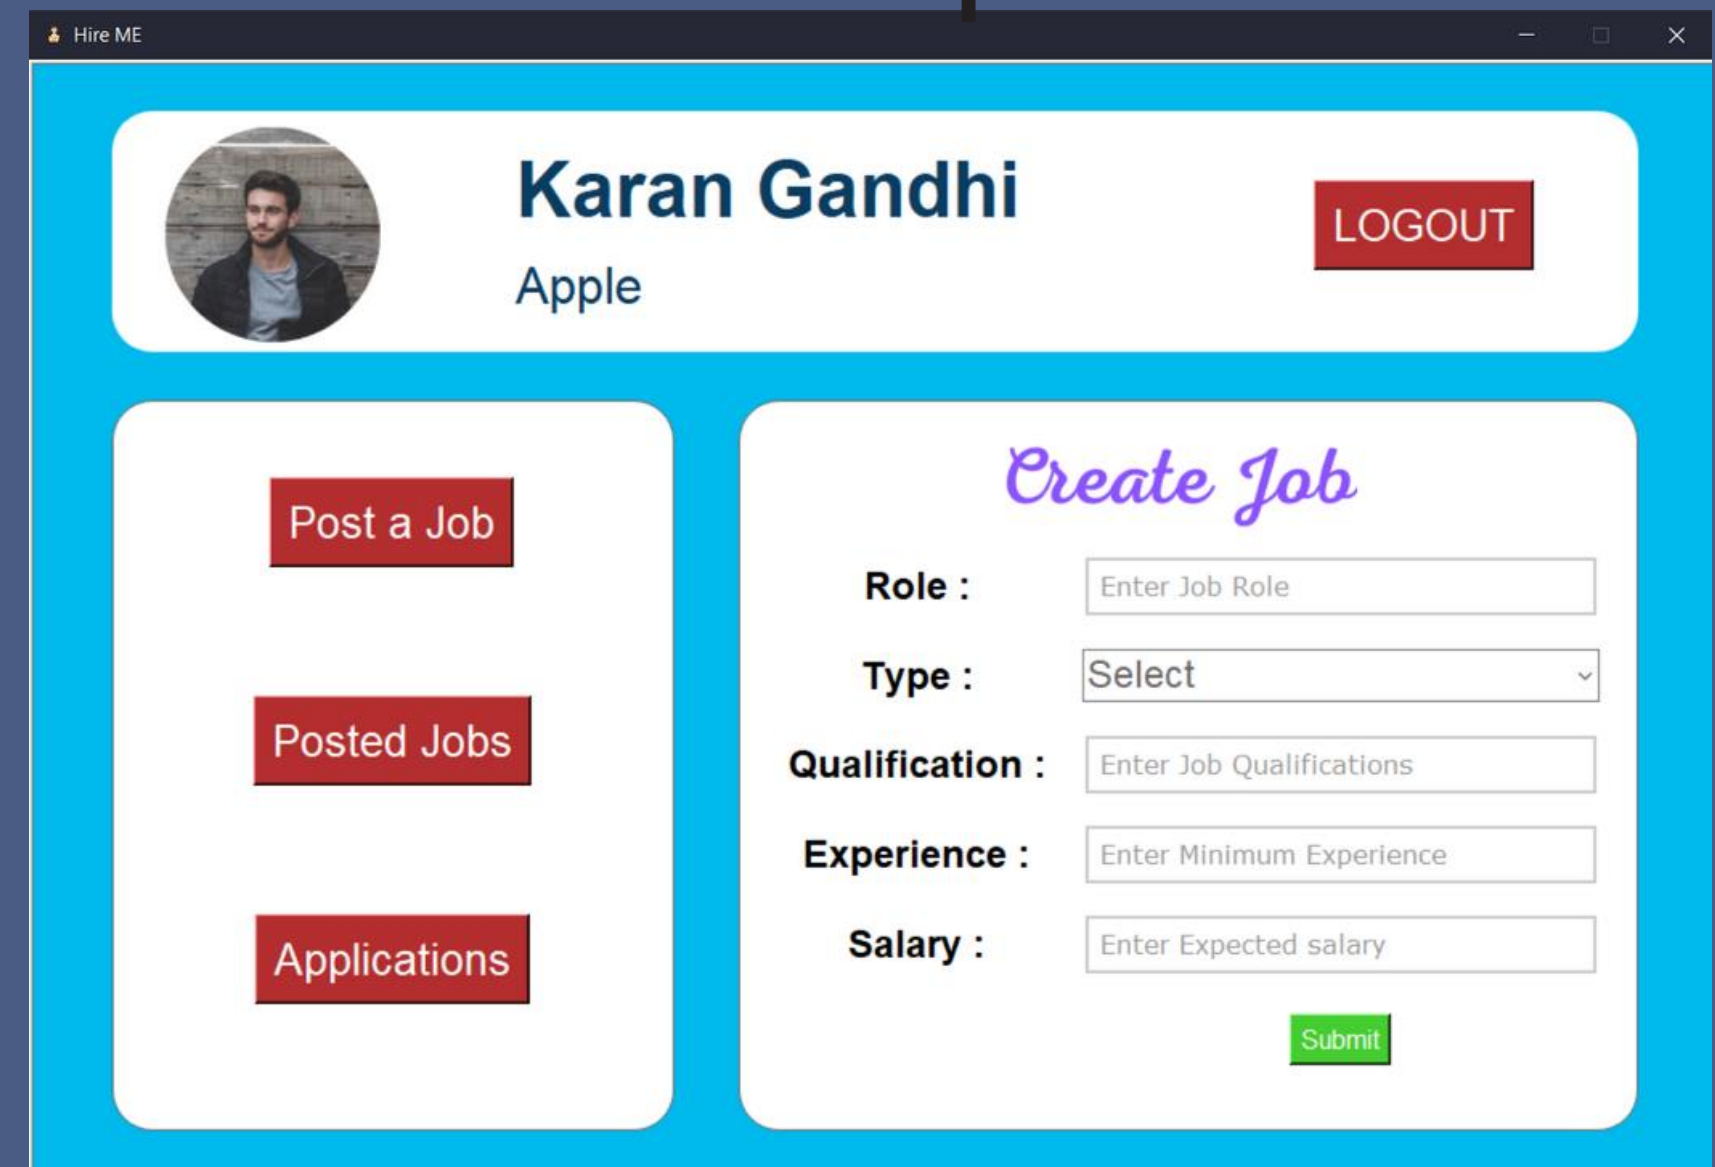 Hire ME
Karan Gandhi
Apple
LOGOUT
Post a Job
Posted Jobs
Applications
Create Job
Role : Enter Job Role
Type : Select
Qualification : Enter Job Qualifications
Experience : Enter Minimum Experience
Salary : Enter Expected salary
Submit